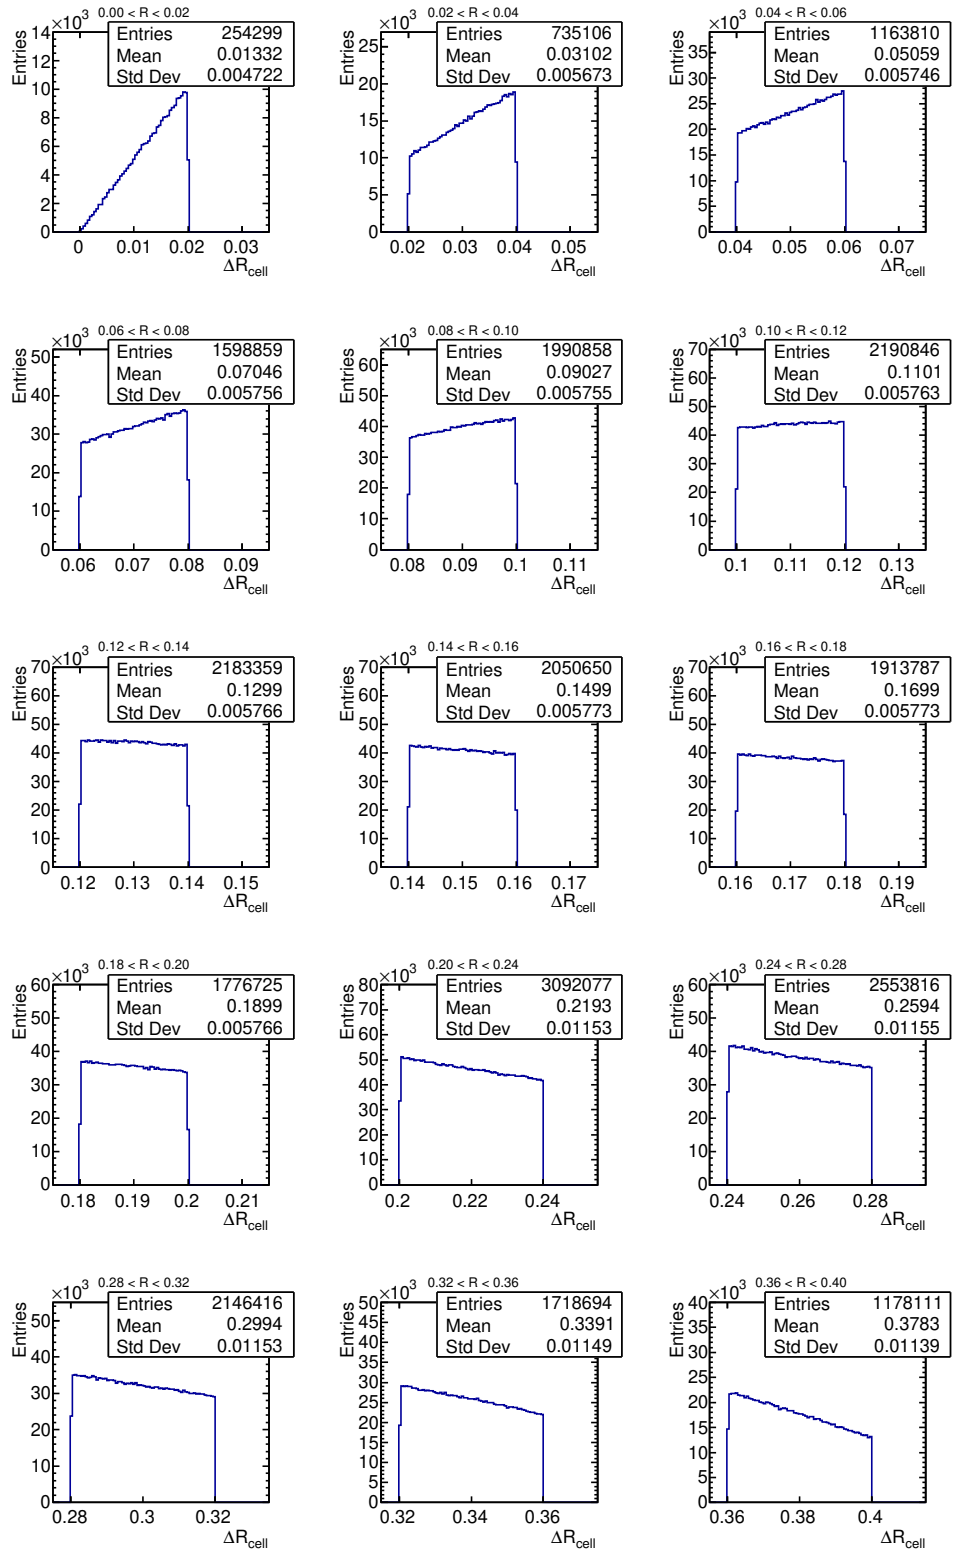 ×10³ 0.00 < R < 0.02
Entries
Entries 254299
Mean 0.01332
Std Dev 0.004722
14
12
10
8
6
4
2
0
0 0.01 0.02 0.03
ΔRcell
×10³ 0.02 < R < 0.04
Entries
Entries 735106
Mean 0.03102
Std Dev 0.005673
25
20
15
10
5
0
0.02 0.03 0.04 0.05
ΔRcell
×10³ 0.04 < R < 0.06
Entries
Entries 1163810
Mean 0.05059
Std Dev 0.005746
35
30
25
20
15
10
5
0
0.04 0.05 0.06 0.07
ΔRcell
×10³ 0.06 < R < 0.08
Entries
Entries 1598859
Mean 0.07046
Std Dev 0.005756
50
40
30
20
10
0
0.06 0.07 0.08 0.09
ΔRcell
×10³ 0.08 < R < 0.10
Entries
Entries 1990858
Mean 0.09027
Std Dev 0.005755
60
50
40
30
20
10
0
0.08 0.09 0.1 0.11
ΔRcell
×10³ 0.10 < R < 0.12
Entries
Entries 2190846
Mean 0.1101
Std Dev 0.005763
70
60
50
40
30
20
10
0
0.1 0.11 0.12 0.13
ΔRcell
×10³ 0.12 < R < 0.14
Entries
Entries 2183359
Mean 0.1299
Std Dev 0.005766
70
60
50
40
30
20
10
0
0.12 0.13 0.14 0.15
ΔRcell
×10³ 0.14 < R < 0.16
Entries
Entries 2050650
Mean 0.1499
Std Dev 0.005773
70
60
50
40
30
20
10
0
0.14 0.15 0.16 0.17
ΔRcell
×10³ 0.16 < R < 0.18
Entries
Entries 1913787
Mean 0.1699
Std Dev 0.005773
70
60
50
40
30
20
10
0
0.16 0.17 0.18 0.19
ΔRcell
×10³ 0.18 < R < 0.20
Entries
Entries 1776725
Mean 0.1899
Std Dev 0.005766
60
50
40
30
20
10
0
0.18 0.19 0.2 0.21
ΔRcell
×10³ 0.20 < R < 0.24
Entries
Entries 3092077
Mean 0.2193
Std Dev 0.01153
80
70
60
50
40
30
20
10
0
0.2 0.22 0.24
ΔRcell
×10³ 0.24 < R < 0.28
Entries
Entries 2553816
Mean 0.2594
Std Dev 0.01155
60
50
40
30
20
10
0
0.24 0.26 0.28
ΔRcell
×10³ 0.28 < R < 0.32
Entries
Entries 2146416
Mean 0.2994
Std Dev 0.01153
50
40
30
20
10
0
0.28 0.3 0.32
ΔRcell
×10³ 0.32 < R < 0.36
Entries
Entries 1718694
Mean 0.3391
Std Dev 0.01149
50
45
40
35
30
25
20
15
10
5
0
0.32 0.34 0.36
ΔRcell
×10³ 0.36 < R < 0.40
Entries
Entries 1178111
Mean 0.3783
Std Dev 0.01139
40
35
30
25
20
15
10
5
0
0.36 0.38 0.4
ΔRcell